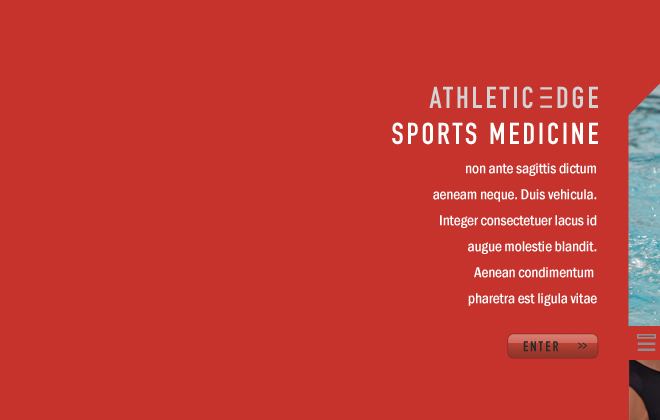 ATHLETIC EDGE
SPORTS MEDICINE
non ante sagittis dictum
aeneam neque. Duis vehicula.
Integer consectetuer lacus id
augue molestie blandit.
Aenean condimentum
pharetra est ligula vitae
ENTER >>